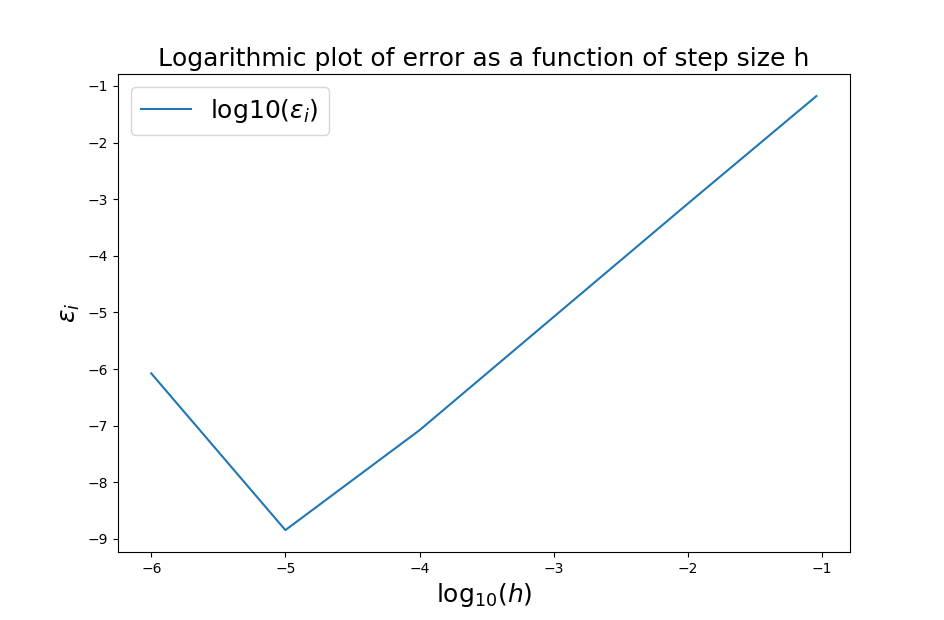 Logarithmic plot of error as a function of step size h
log10(εᵢ)
εᵢ
−1
−2
−3
−4
−5
−6
−7
−8
−9
−6 −5 −4 −3 −2 −1
log₁₀(h)